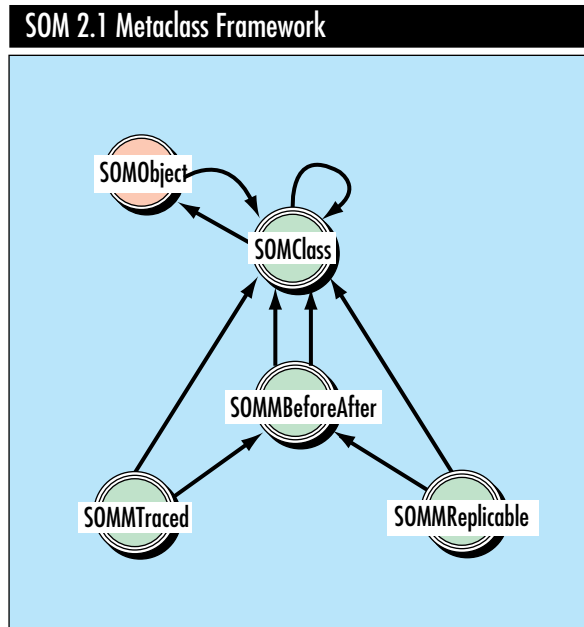 SOM 2.1 Metaclass Framework
SOMObject
SOMClass
SOMMBeforeAfter
SOMMTraced
SOMMReplicable